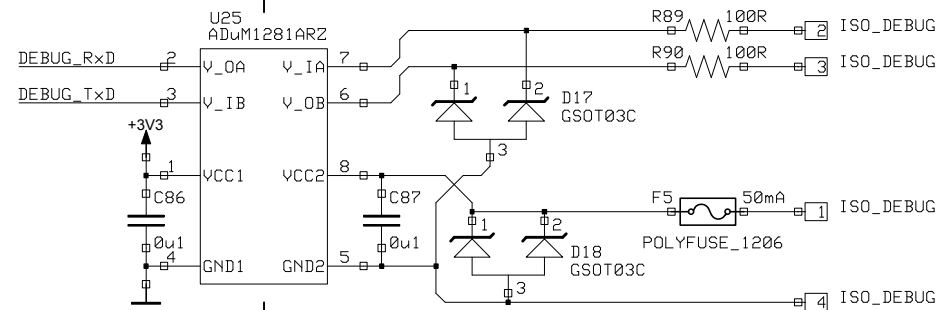 U25
ADuM1281ARZ
R89 100R
2 ISO_DEBUG
DEBUG_RxD 2 V_OA V_IA 7
R90 100R
3 ISO_DEBUG
DEBUG_TxD 3 V_IB V_OB 6
1 2 D17
GSOT03C
+3V3
3
1 VCC1 VCC2 8
C86 C87
F5 50mA
1 ISO_DEBUG
1 2
0u1 0u1
POLYFUSE_1206
D18
GSOT03C
4 GND1 GND2 5
3
4 ISO_DEBUG